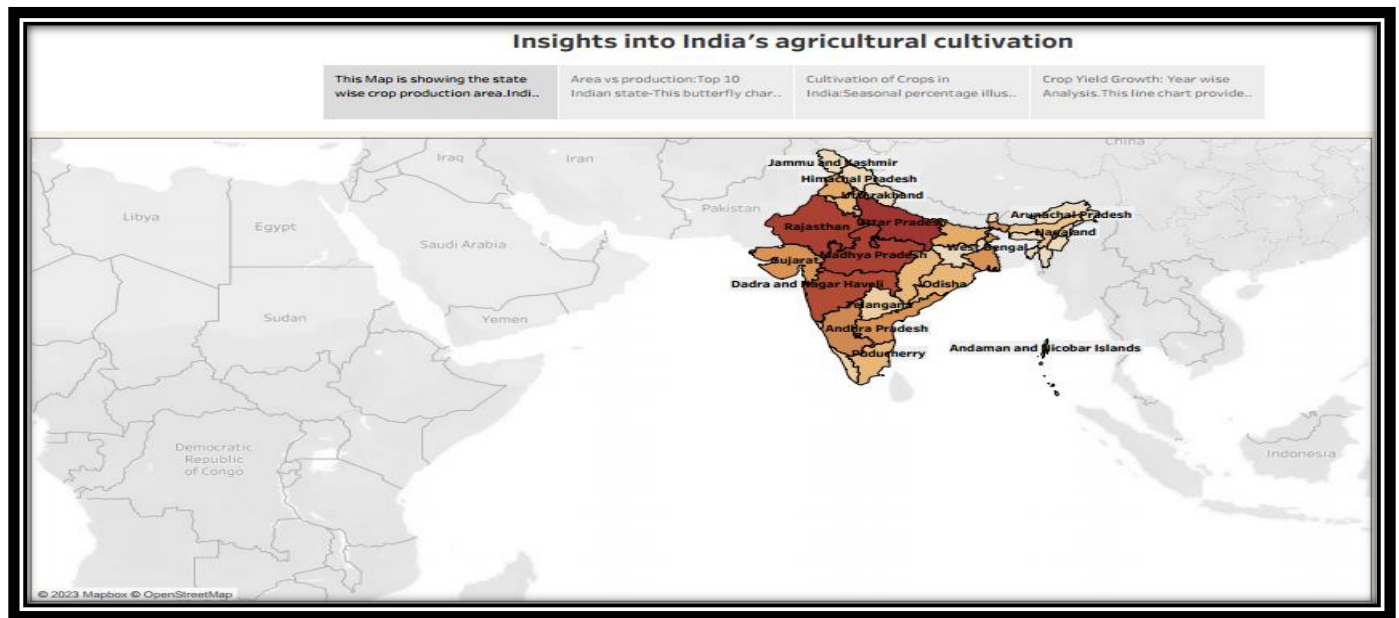 Insights into India's agricultural cultivation
This Map is showing the state
wise crop production area.Indi..
Area vs production:Top 10
Indian state-This butterfly char..
Cultivation of Crops in
India:Seasonal percentage illus..
Crop Yield Growth: Year wise
Analysis.This line chart provide..
Iraq
Iran
China
Jammu and Kashmir
Himachal Pradesh
Uttarakhand
Pakistan
Libya
Egypt
Arunachal Pradesh
Rajasthan
Uttar Pradesh
Nagaland
Saudi Arabia
West Bengal
Madhya Pradesh
Gujarat
Dadra and Nagar Haveli
Odisha
Telangana
Sudan
Yemen
Andhra Pradesh
Puducherry
Andaman and Nicobar Islands
Democratic
Republic
of Congo
Indonesia
© 2023 Mapbox © OpenStreetMap